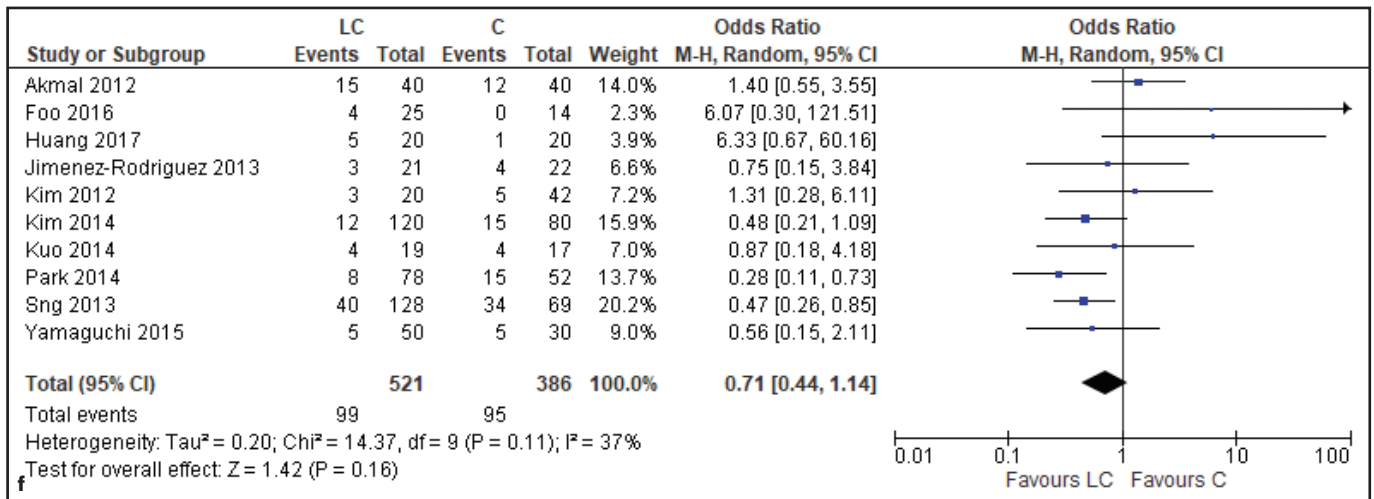 LC C Odds Ratio Odds Ratio
Study or Subgroup Events Total Events Total Weight M-H, Random, 95% CI M-H, Random, 95% CI
Akmal 2012 15 40 12 40 14.0% 1.40 [0.55, 3.55]
Foo 2016 4 25 0 14 2.3% 6.07 [0.30, 121.51]
Huang 2017 5 20 1 20 3.9% 6.33 [0.67, 60.16]
Jimenez-Rodriguez 2013 3 21 4 22 6.6% 0.75 [0.15, 3.84]
Kim 2012 3 20 5 42 7.2% 1.31 [0.28, 6.11]
Kim 2014 12 120 15 80 15.9% 0.48 [0.21, 1.09]
Kuo 2014 4 19 4 17 7.0% 0.87 [0.18, 4.18]
Park 2014 8 78 15 52 13.7% 0.28 [0.11, 0.73]
Sng 2013 40 128 34 69 20.2% 0.47 [0.26, 0.85]
Yamaguchi 2015 5 50 5 30 9.0% 0.56 [0.15, 2.11]
Total (95% CI) 521 386 100.0% 0.71 [0.44, 1.14]
Total events 99 95
Heterogeneity: Tau² = 0.20; Chi² = 14.37, df = 9 (P = 0.11); I² = 37%
Test for overall effect: Z = 1.42 (P = 0.16)
0.01 0.1 1 10 100
Favours LC Favours C
f